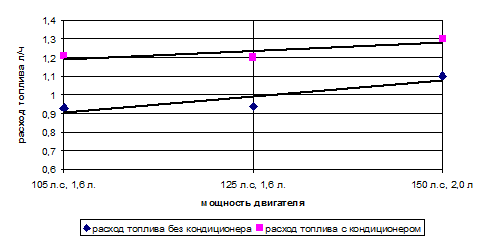 1,4
1,3
1,2
1,1
1
0,9
0,8
0,7
0,6
расход топлива л/ч
105 л.с, 1,6 л.
125 л.с, 1,6 л.
150 л.с, 2,0 л
мощность двигателя
расход топлива без кондиционера
расход топлива с кондиционером